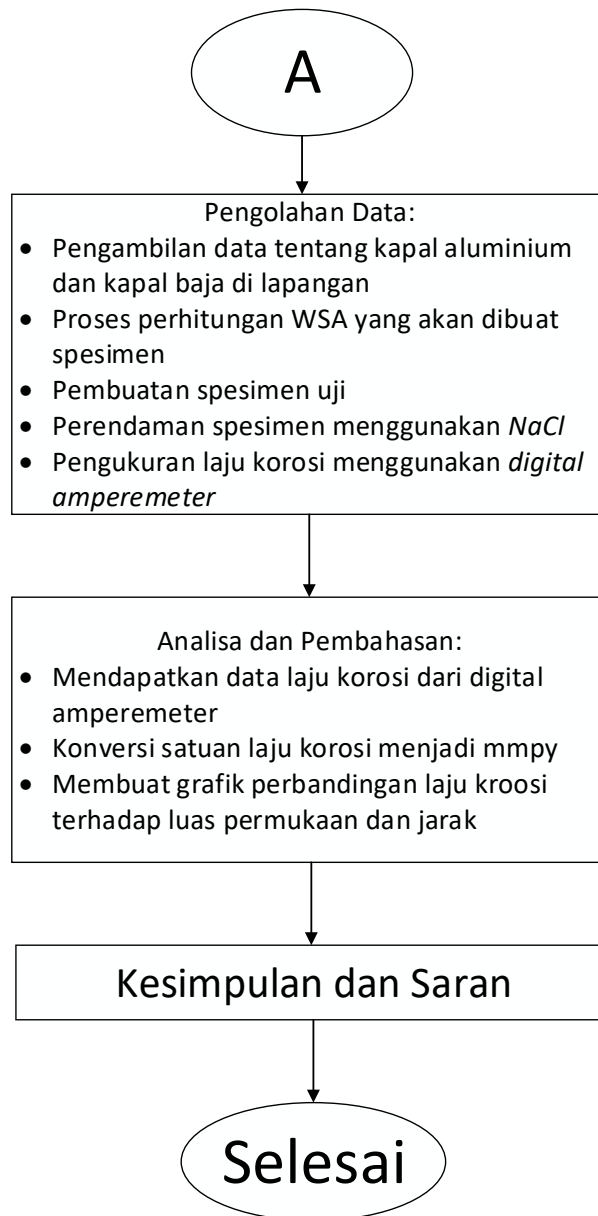 A
Pengolahan Data:
• Pengambilan data tentang kapal aluminium
dan kapal baja di lapangan
• Proses perhitungan WSA yang akan dibuat
spesimen
• Pembuatan spesimen uji
• Perendaman spesimen menggunakan NaCl
• Pengukuran laju korosi menggunakan digital
amperemeter
Analisa dan Pembahasan:
• Mendapatkan data laju korosi dari digital
amperemeter
• Konversi satuan laju korosi menjadi mmpy
• Membuat grafik perbandingan laju kroosi
terhadap luas permukaan dan jarak
Kesimpulan dan Saran
Selesai